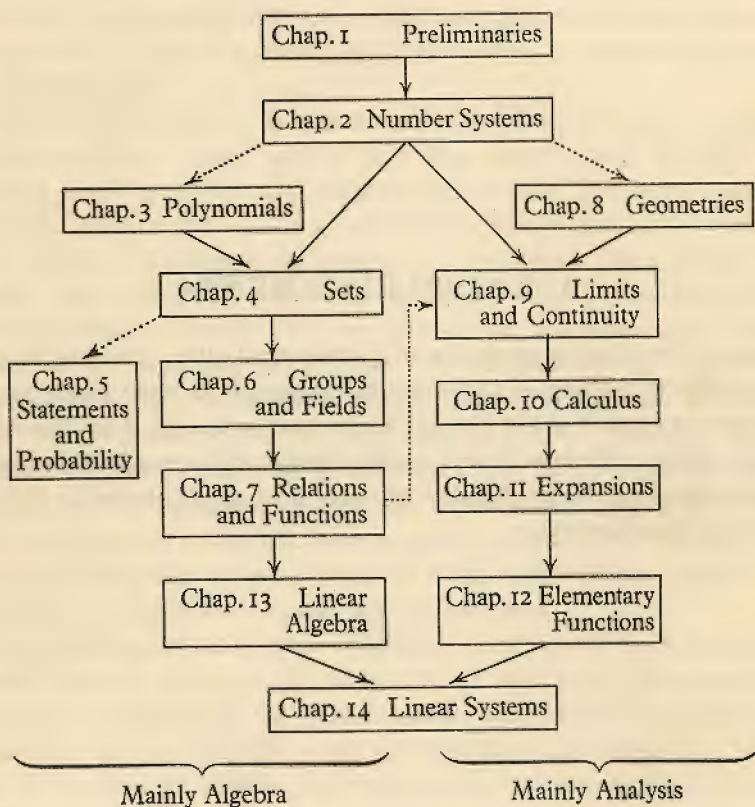 Chap. 1 Preliminaries
Chap. 2 Number Systems
Chap. 3 Polynomials
Chap. 8 Geometries
Chap. 4 Sets
Chap. 9 Limits
and Continuity
Chap. 5
Statements
and
Probability
Chap. 6 Groups
and Fields
Chap. 10 Calculus
Chap. 7 Relations
and Functions
Chap. 11 Expansions
Chap. 13 Linear
Algebra
Chap. 12 Elementary
Functions
Chap. 14 Linear Systems
Mainly Algebra
Mainly Analysis